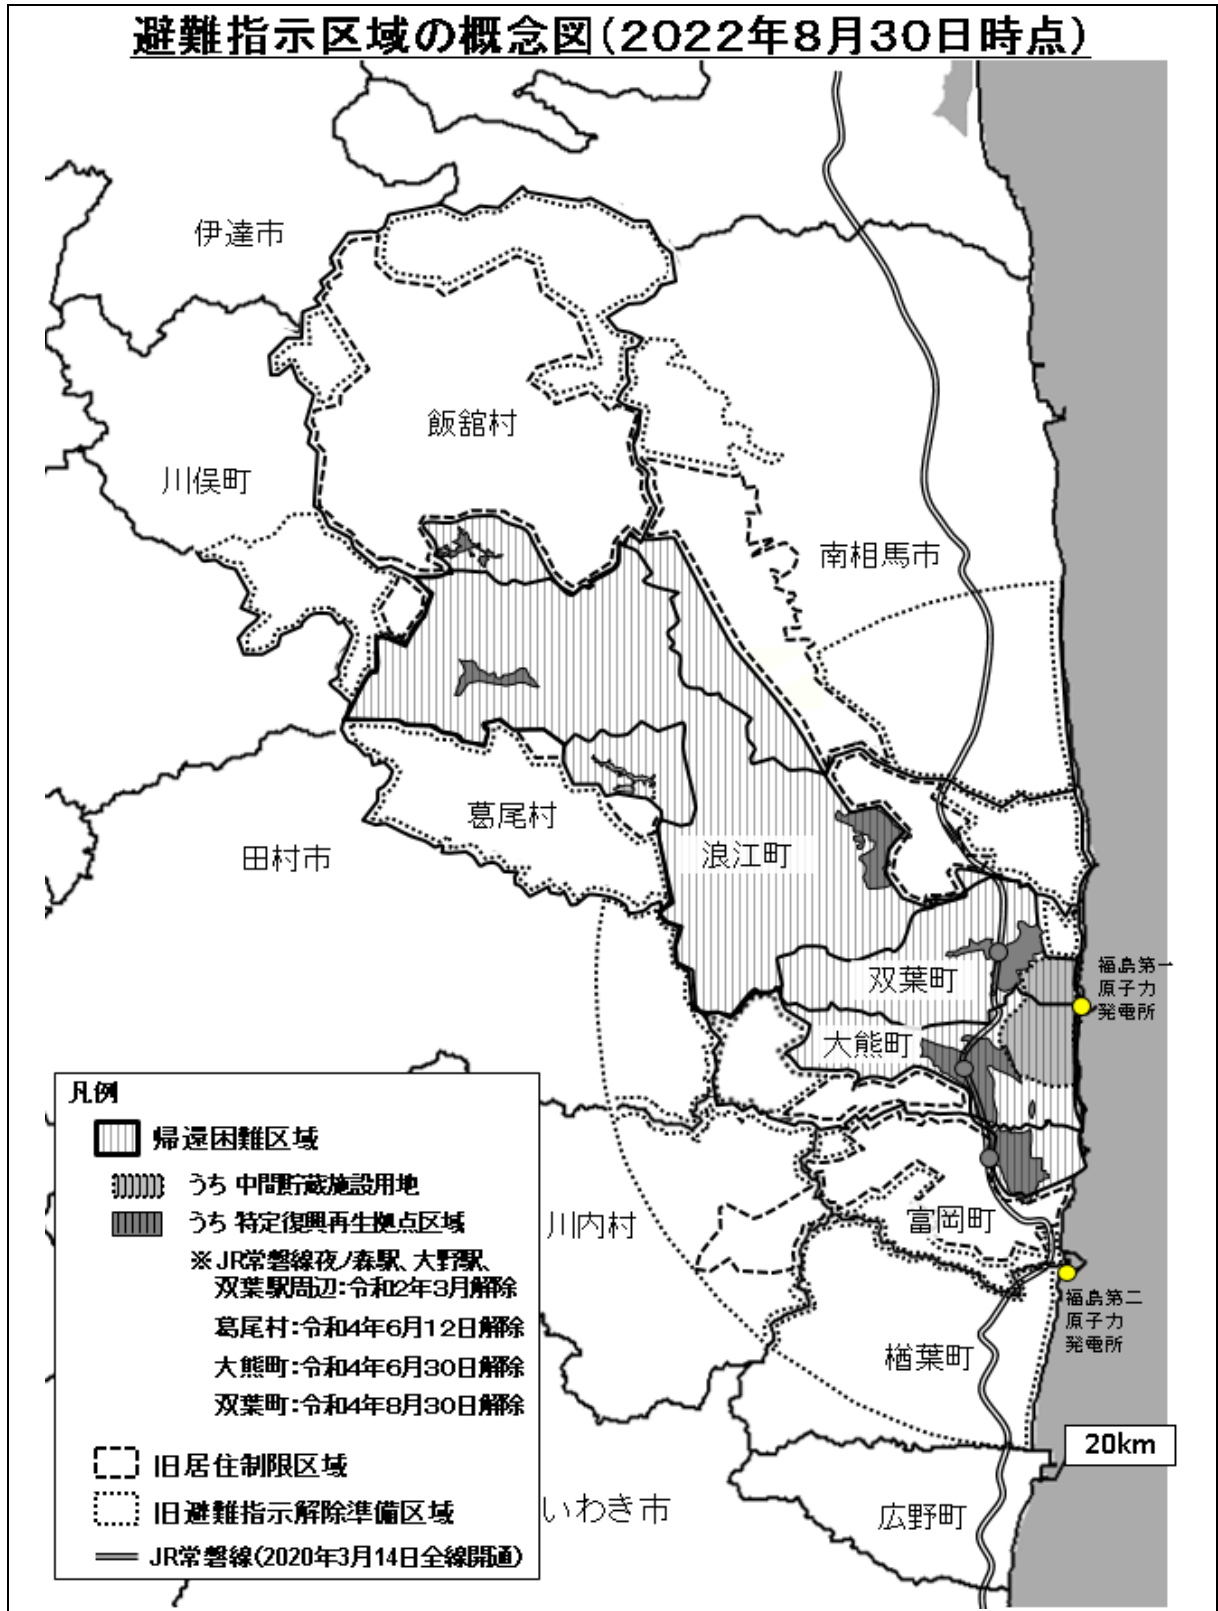 避難指示区域の概念図(2022年8月30日時点)
伊達市
飯舘村
川俣町
南相馬市
葛尾村
浪江町
田村市
双葉町
福島第一
原子力
発電所
大熊町
川内村
富岡町
福島第二
原子力
発電所
楢葉町
20km
いわき市
広野町
凡例
帰還困難区域
うち 中間貯蔵施設用地
うち 特定復興再生拠点区域
※JR常磐線夜ノ森駅、大野駅、
双葉駅周辺:令和2年3月解除
葛尾村:令和4年6月12日解除
大熊町:令和4年6月30日解除
双葉町:令和4年8月30日解除
旧居住制限区域
旧避難指示解除準備区域
JR常磐線(2020年3月14日全線開通)